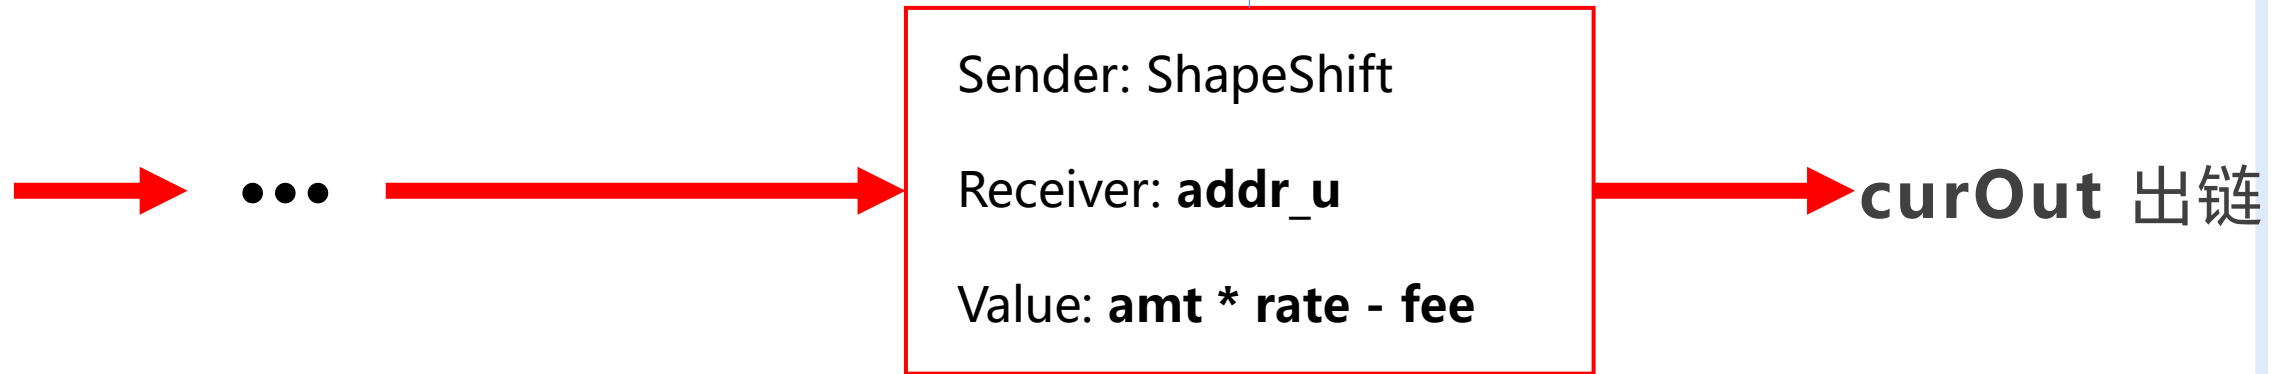 Sender: ShapeShift
••• Receiver: addr_u curOut 出链
Value: amt * rate - fee